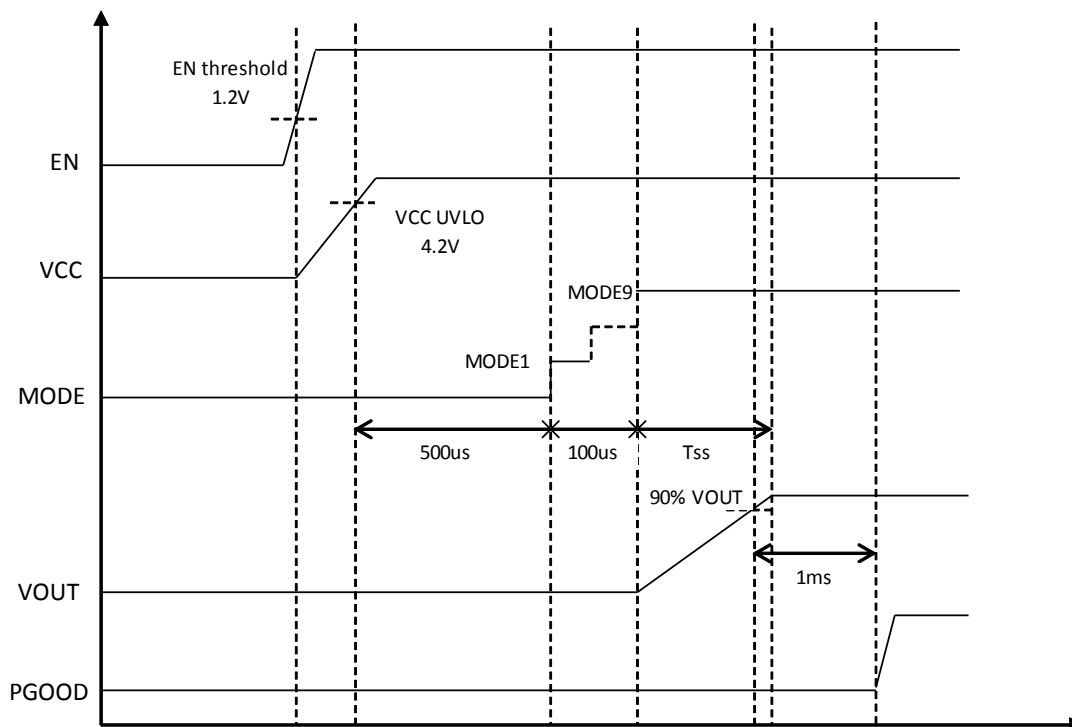 EN threshold
1.2V
EN
VCC UVLO
4.2V
VCC
MODE9
MODE1
MODE
500us
100us
Tss
90% VOUT
1ms
VOUT
PGOOD